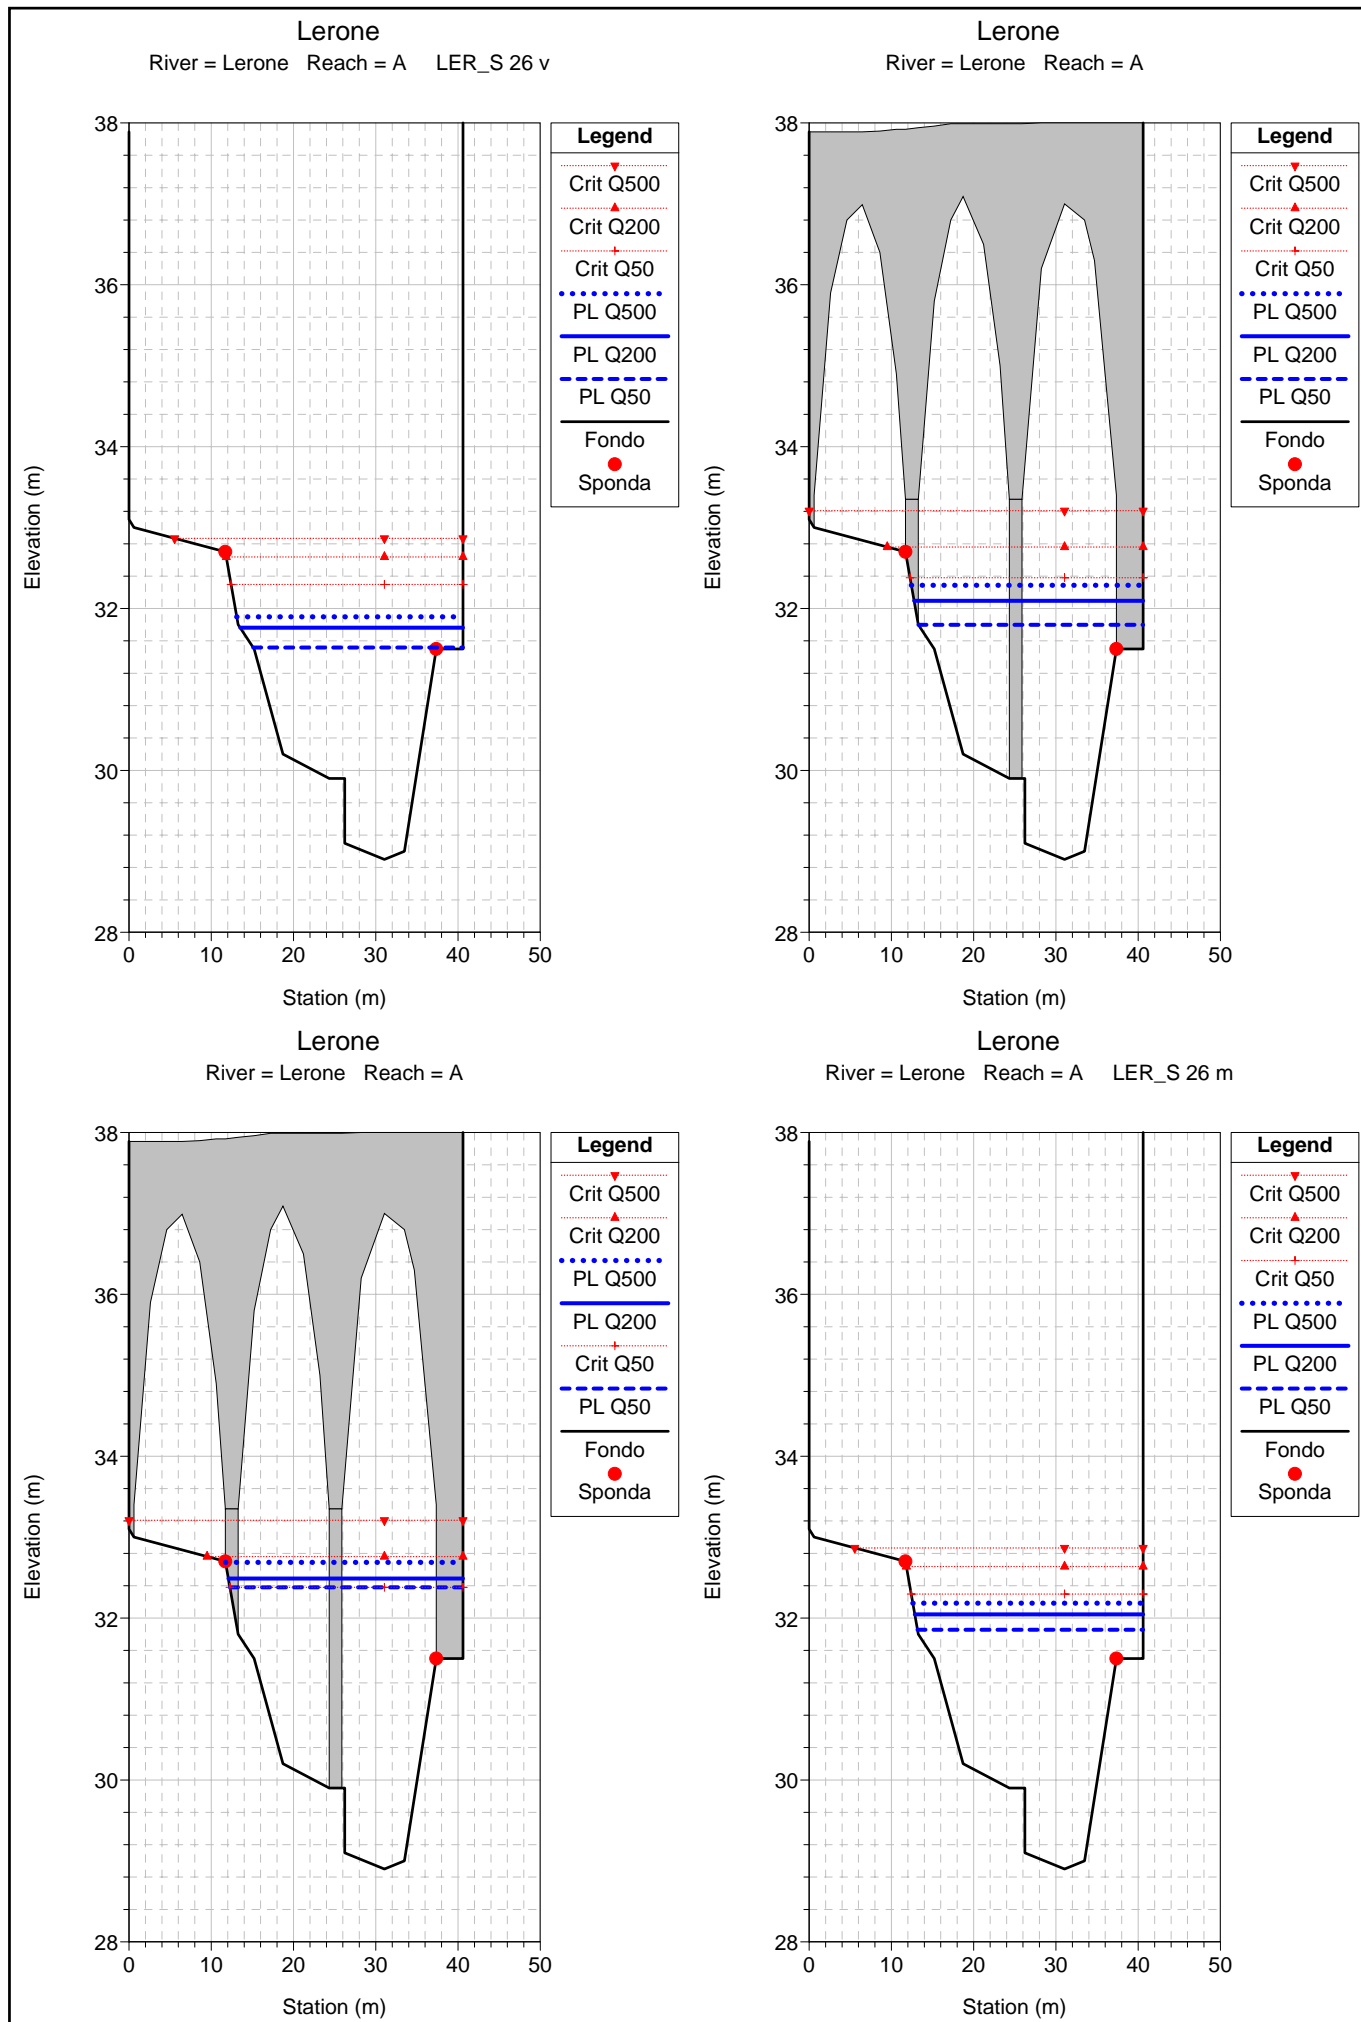 Lerone
River = Lerone Reach = A LER_S 26 v
38
36
34
32
30
28
0 10 20 30 40 50
Station (m)
Elevation (m)
Legend
Crit Q500
Crit Q200
Crit Q50
PL Q500
PL Q200
PL Q50
Fondo
Sponda
Lerone
River = Lerone Reach = A
38
36
34
32
30
28
0 10 20 30 40 50
Station (m)
Elevation (m)
Legend
Crit Q500
Crit Q200
Crit Q50
PL Q500
PL Q200
PL Q50
Fondo
Sponda
Lerone
River = Lerone Reach = A
38
36
34
32
30
28
0 10 20 30 40 50
Station (m)
Elevation (m)
Legend
Crit Q500
Crit Q200
PL Q500
PL Q200
Crit Q50
PL Q50
Fondo
Sponda
Lerone
River = Lerone Reach = A LER_S 26 m
38
36
34
32
30
28
0 10 20 30 40 50
Station (m)
Elevation (m)
Legend
Crit Q500
Crit Q200
Crit Q50
PL Q500
PL Q200
PL Q50
Fondo
Sponda